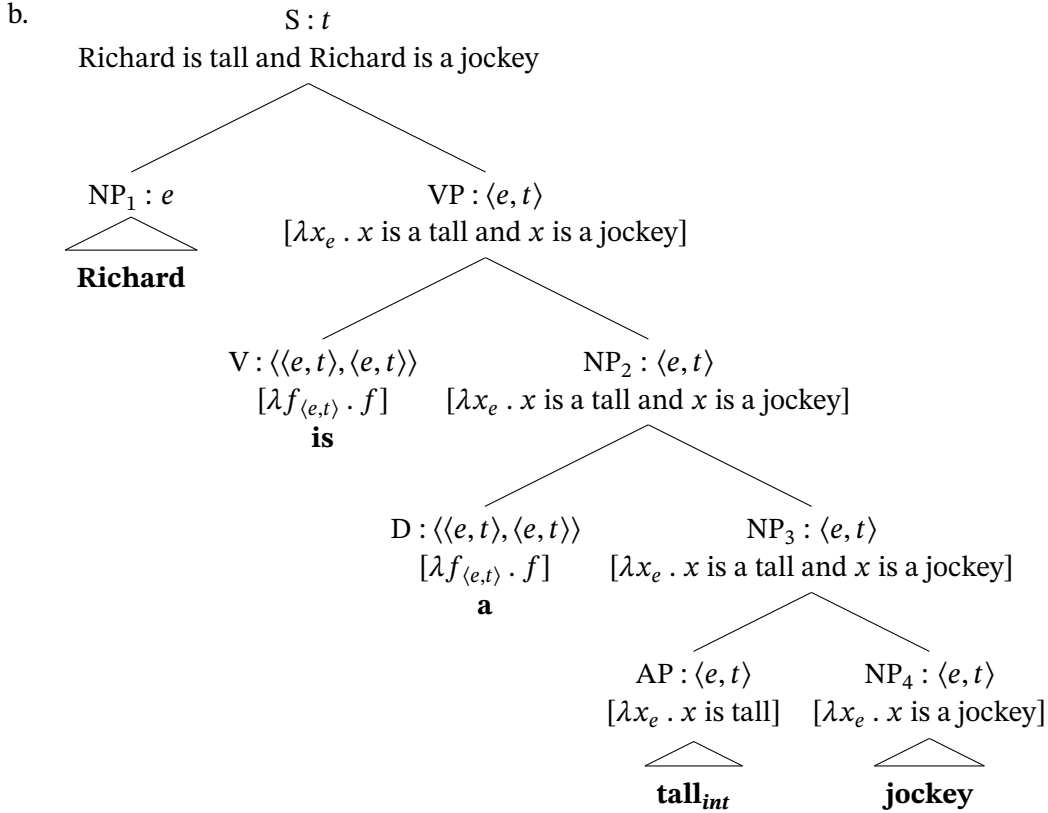 b.
S : t
Richard is tall and Richard is a jockey
NP₁ : e
VP : ⟨e, t⟩
[λxₑ . x is a tall and x is a jockey]
Richard
V : ⟨⟨e, t⟩, ⟨e, t⟩⟩
NP₂ : ⟨e, t⟩
[λf⟨e,t⟩ . f]
[λxₑ . x is a tall and x is a jockey]
is
D : ⟨⟨e, t⟩, ⟨e, t⟩⟩
NP₃ : ⟨e, t⟩
[λf⟨e,t⟩ . f]
[λxₑ . x is a tall and x is a jockey]
a
AP : ⟨e, t⟩
NP₄ : ⟨e, t⟩
[λxₑ . x is tall]
[λxₑ . x is a jockey]
tall_int
jockey